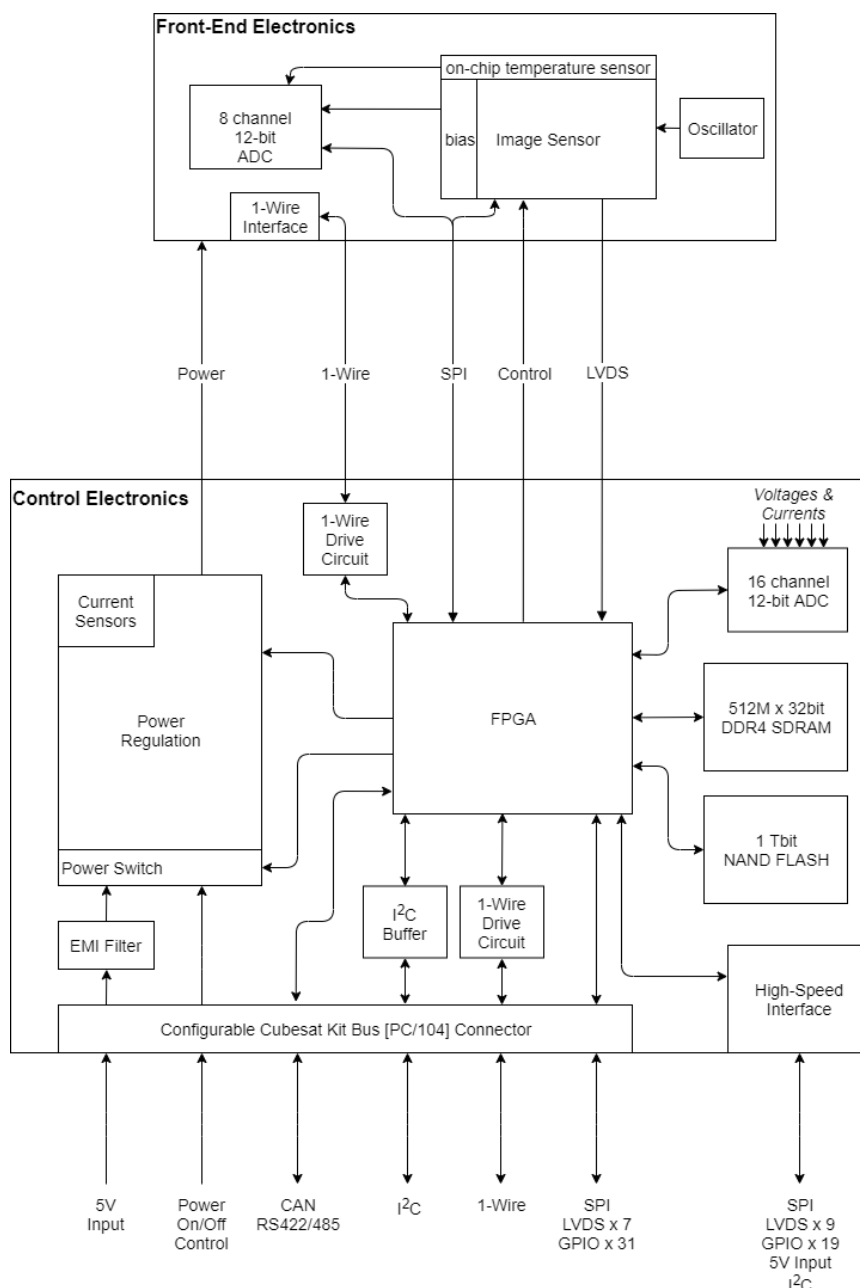 Front-End Electronics
on-chip temperature sensor
8 channel
12-bit
ADC
bias
Image Sensor
Oscillator
1-Wire
Interface
Power
1-Wire
SPI
Control
LVDS
Control Electronics
Voltages &
Currents
1-Wire
Drive
Circuit
16 channel
12-bit ADC
Current
Sensors
Power
Regulation
FPGA
512M x 32bit
DDR4 SDRAM
1 Tbit
NAND FLASH
Power Switch
EMI Filter
I²C
Buffer
1-Wire
Drive
Circuit
High-Speed
Interface
Configurable Cubesat Kit Bus [PC/104] Connector
5V
Input
Power
On/Off
Control
CAN
RS422/485
I²C
1-Wire
SPI
LVDS x 7
GPIO x 31
SPI
LVDS x 9
GPIO x 19
5V Input
I²C